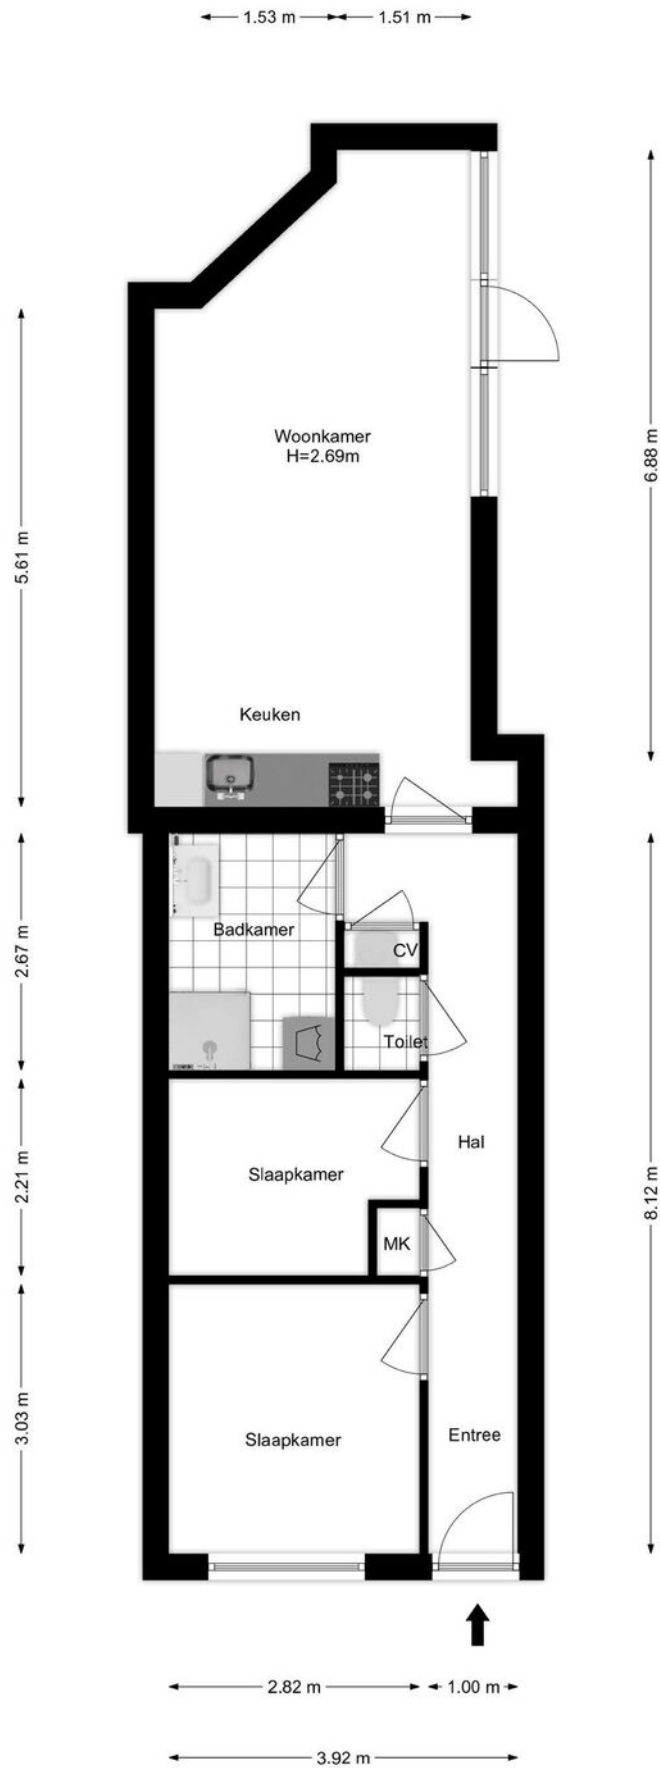 1.53 m
1.51 m
6.88 m
Woonkamer
H=2.69m
5.61 m
Keuken
Badkamer
CV
2.67 m
Toilet
Hal
8.12 m
2.21 m
Slaapkamer
MK
3.03 m
Slaapkamer
Entree
2.82 m
1.00 m
3.92 m